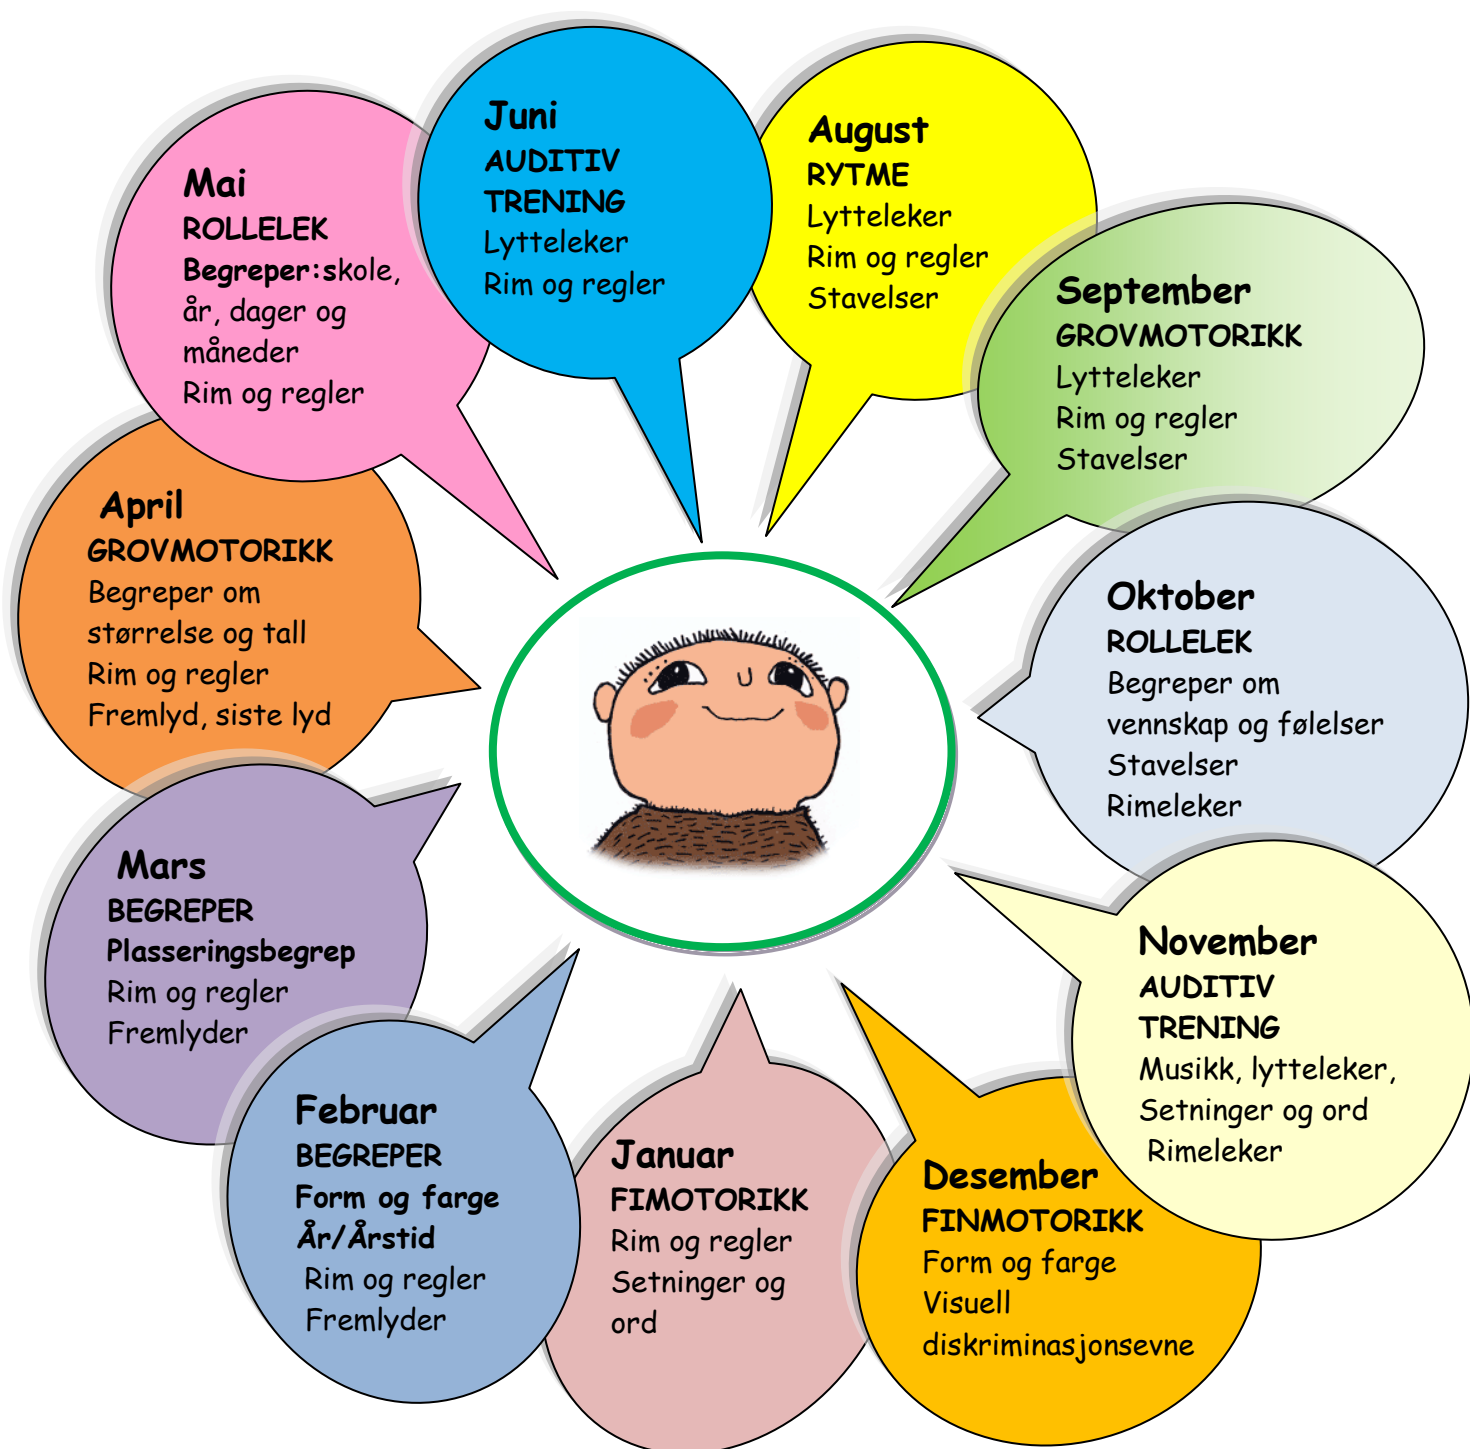 Juni
AUDITIV
TRENING
Lytteleker
Rim og regler
August
RYTME
Lytteleker
Rim og regler
Stavelser
September
GROVMOTORIKK
Lytteleker
Rim og regler
Stavelser
Oktober
ROLLELEK
Begreper om
vennskap og følelser
Stavelser
Rimeleker
November
AUDITIV
TRENING
Musikk, lytteleker,
Setninger og ord
Rimeleker
Desember
FINMOTORIKK
Form og farge
Visuell
diskriminasjonsevne
Januar
FIMOTORIKK
Rim og regler
Setninger og
ord
Februar
BEGREPER
Form og farge
År/Årstid
Rim og regler
Fremlyder
Mars
BEGREPER
Plasseringsbegrep
Rim og regler
Fremlyder
April
GROVMOTORIKK
Begreper om
størrelse og tall
Rim og regler
Fremlyd, siste lyd
Mai
ROLLELEK
Begreper:skole,
år, dager og
måneder
Rim og regler